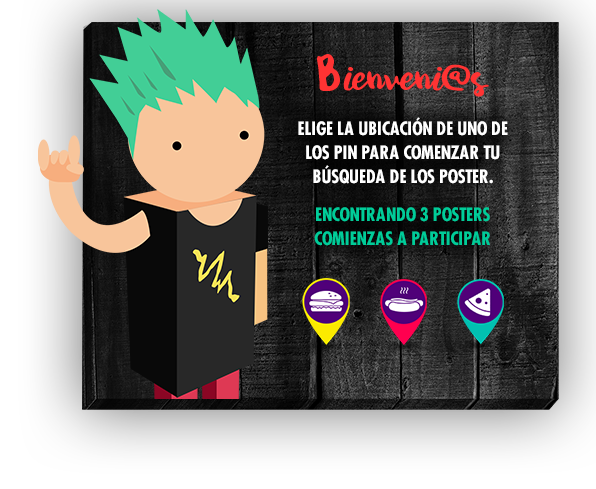 Bienveni@s
ELIGE LA UBICACIÓN DE UNO DE
LOS PIN PARA COMENZAR TU
BÚSQUEDA DE LOS POSTER.
ENCONTRANDO 3 POSTERS
COMIENZAS A PARTICIPAR